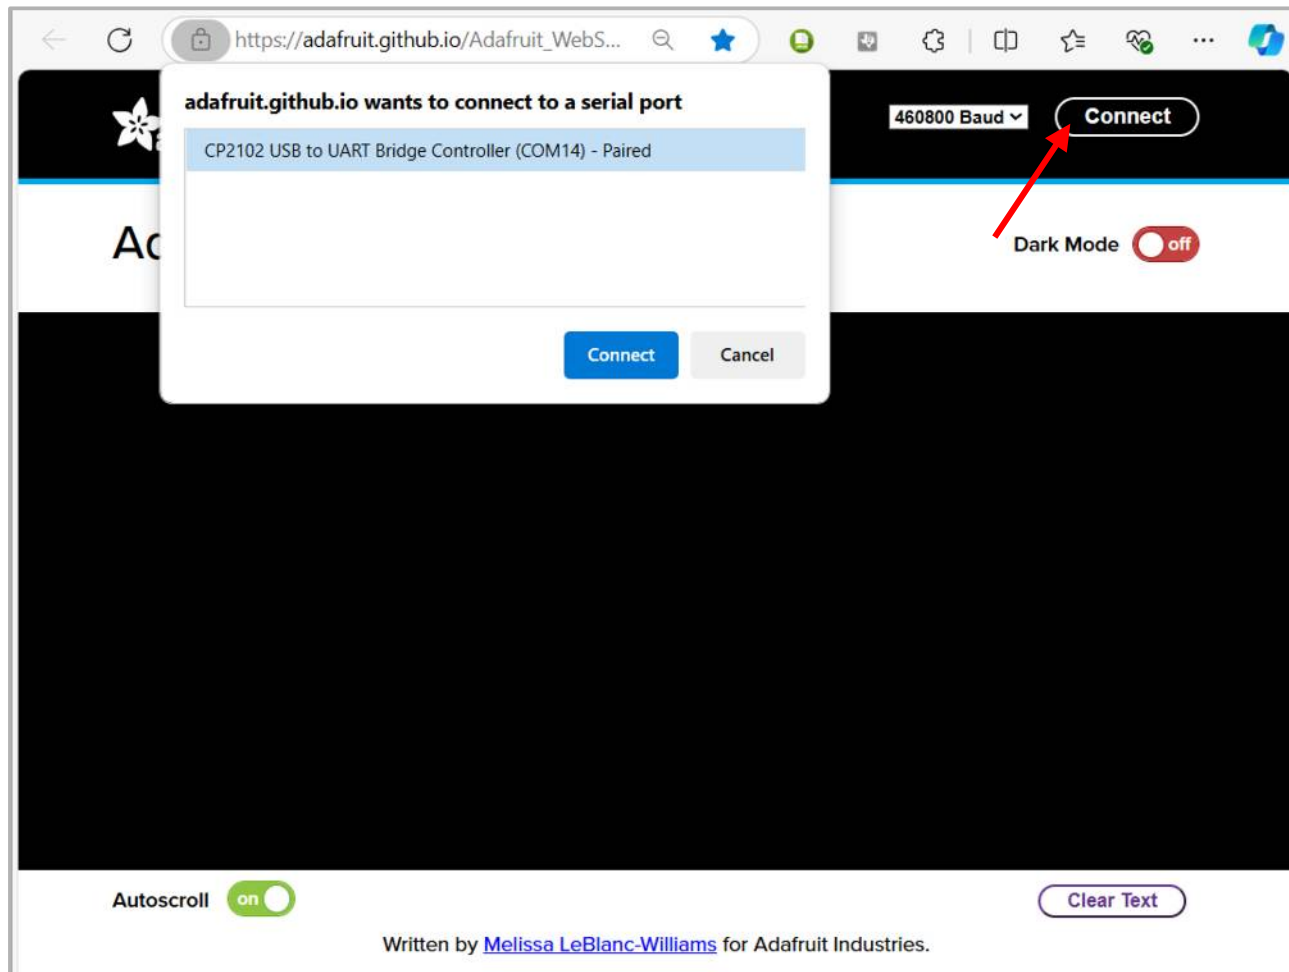 https://adafruit.github.io/Adafruit_WebS...
adafruit.github.io wants to connect to a serial port
CP2102 USB to UART Bridge Controller (COM14) - Paired
Connect Cancel
460800 Baud Connect
Ad
Dark Mode off
Autoscroll on
Clear Text
Written by Melissa LeBlanc-Williams for Adafruit Industries.